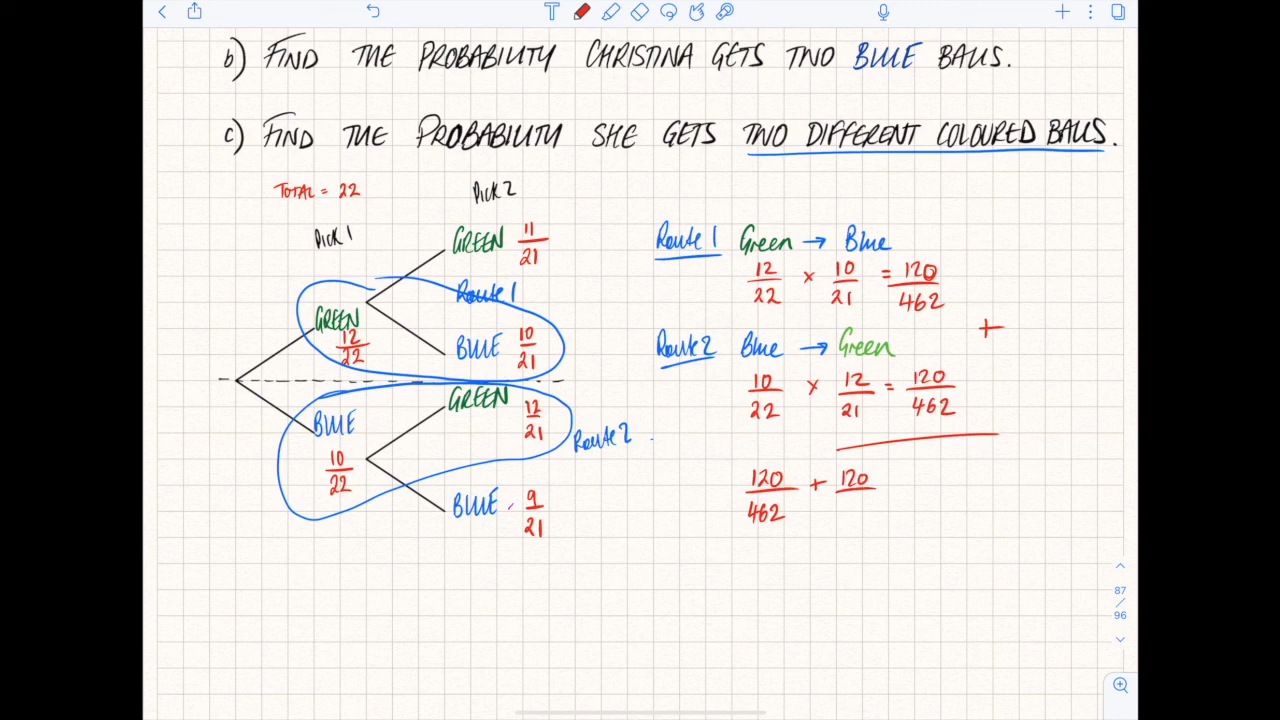 b) FIND THE PROBABILITY CHRISTINA GETS TWO BLUE BALLS.
c) FIND THE PROBABILITY SHE GETS TWO DIFFERENT COLOURED BALLS.
TOTAL = 22
PICK 1
PICK 2
GREEN 11/21
Route 1
GREEN 12/22
BLUE 10/21
BLUE 10/22
GREEN 12/21
Route 2
BLUE 9/21
Route 1 Green → Blue
12/22 × 10/21 = 120/462
+
Route 2 Blue → Green
10/22 × 12/21 = 120/462
120/462 + 120
87
/
96